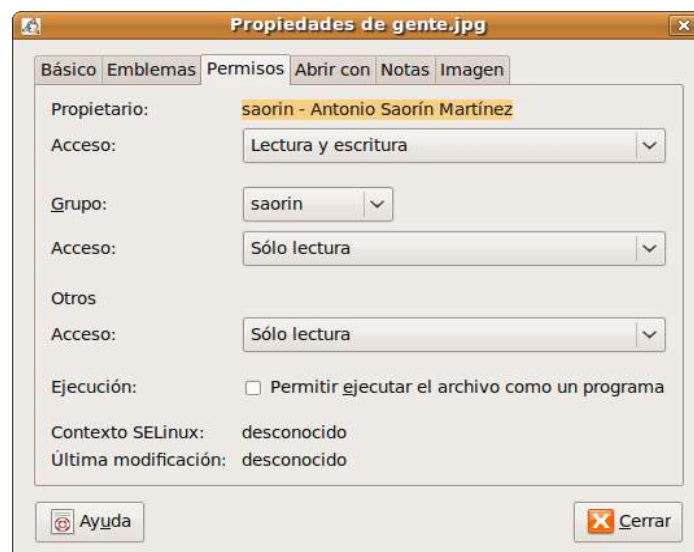 Propiedades de gente.jpg
Básico Emblemas Permisos Abrir con Notas Imagen
Propietario: saorin - Antonio Saorín Martínez
Acceso: Lectura y escritura
Grupo: saorin
Acceso: Sólo lectura
Otros
Acceso: Sólo lectura
Ejecución: Permitir ejecutar el archivo como un programa
Contexto SELinux: desconocido
Última modificación: desconocido
Ayuda Cerrar